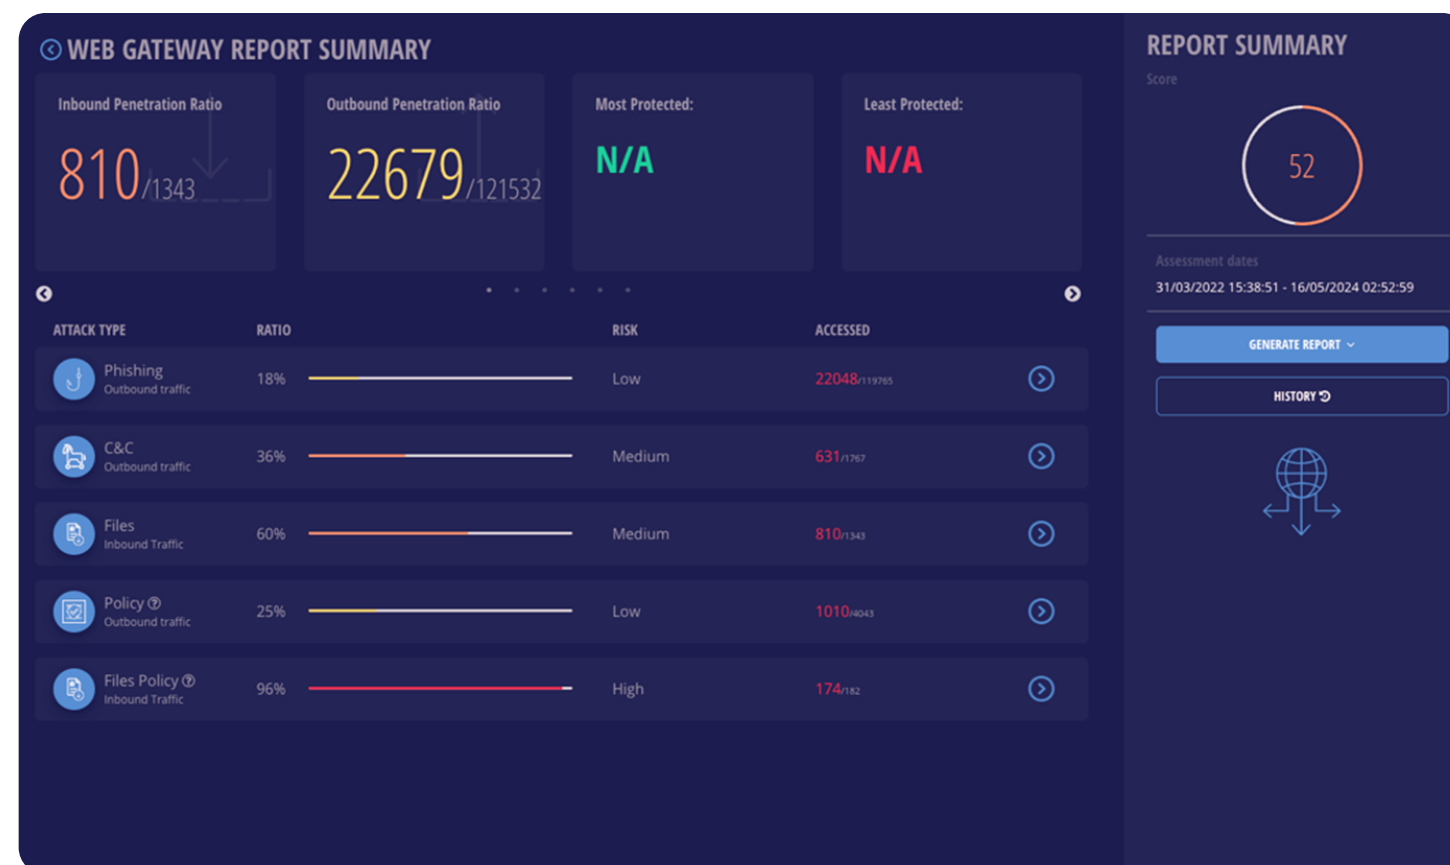 WEB GATEWAY REPORT SUMMARY
Inbound Penetration Ratio
810/1343
Outbound Penetration Ratio
22679/121532
Most Protected:
N/A
Least Protected:
N/A
ATTACK TYPE RATIO RISK ACCESSED
Phishing
Outbound traffic
18% Low 22048/119765
C&C
Outbound traffic
36% Medium 631/1767
Files
Inbound Traffic
60% Medium 810/1343
Policy
Outbound traffic
25% Low 1010/4043
Files Policy
Inbound Traffic
96% High 174/182
REPORT SUMMARY
Score
52
Assessment dates
31/03/2022 15:38:51 - 16/05/2024 02:52:59
GENERATE REPORT
HISTORY